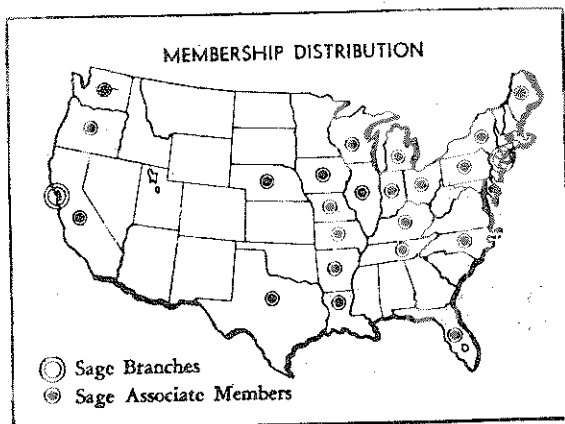 MEMBERSHIP DISTRIBUTION
Sage Branches
Sage Associate Members